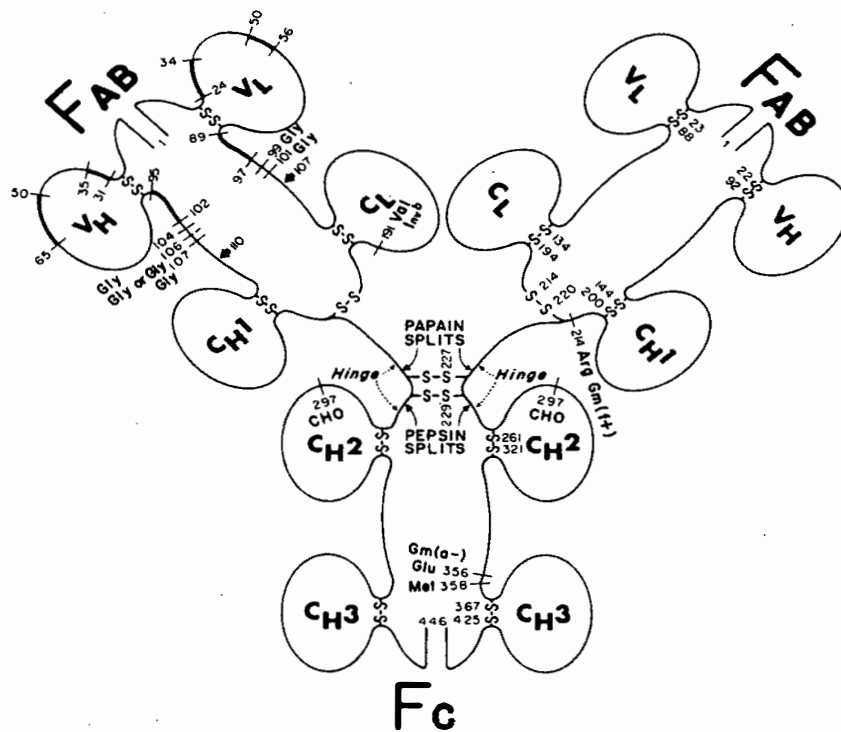 50
56
34
24
VL
FAB
S-S
89
1
99 Gly
101 Gly
97
107
50
35
31
S-S
95
VH
65
102
104
106
107
110
Gly
Gly or Gly
Gly
CL
S-S
191 Val
Inv b
S-S
CH1
S-S
VL
FAB
S-S
23
88
1
22
92
S-S
VH
CL
S-S
134
194
214
S-S
220
144
200
S-S
CH1
214 Arg Gm(f+)
PAPAIN
SPLITS
Hinge
227
S-S
S-S
229
Hinge
297
CHO
CH2
S-S
PEPSIN
SPLITS
S-S
261
321
297
CHO
CH2
Gm(a-)
Glu 356
Met 358
CH3
S-S
446
367
425
S-S
CH3
Fc